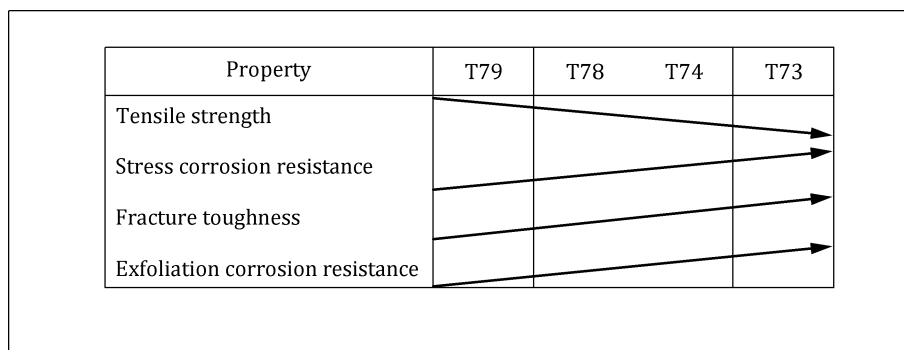 Property T79 T78 T74 T73
Tensile strength
Stress corrosion resistance
Fracture toughness
Exfoliation corrosion resistance